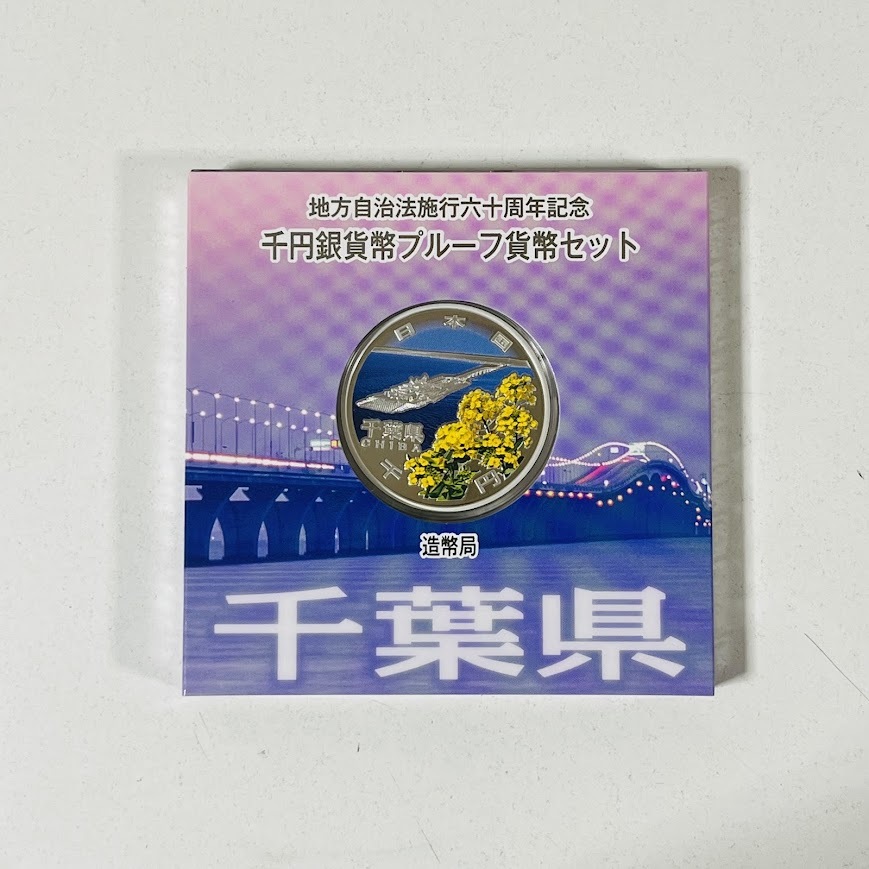 地方自治法施行六十周年記念
千円銀貨幣プルーフ貨幣セット
日本国
千葉県
CHIBA
千円
造幣局
千葉県